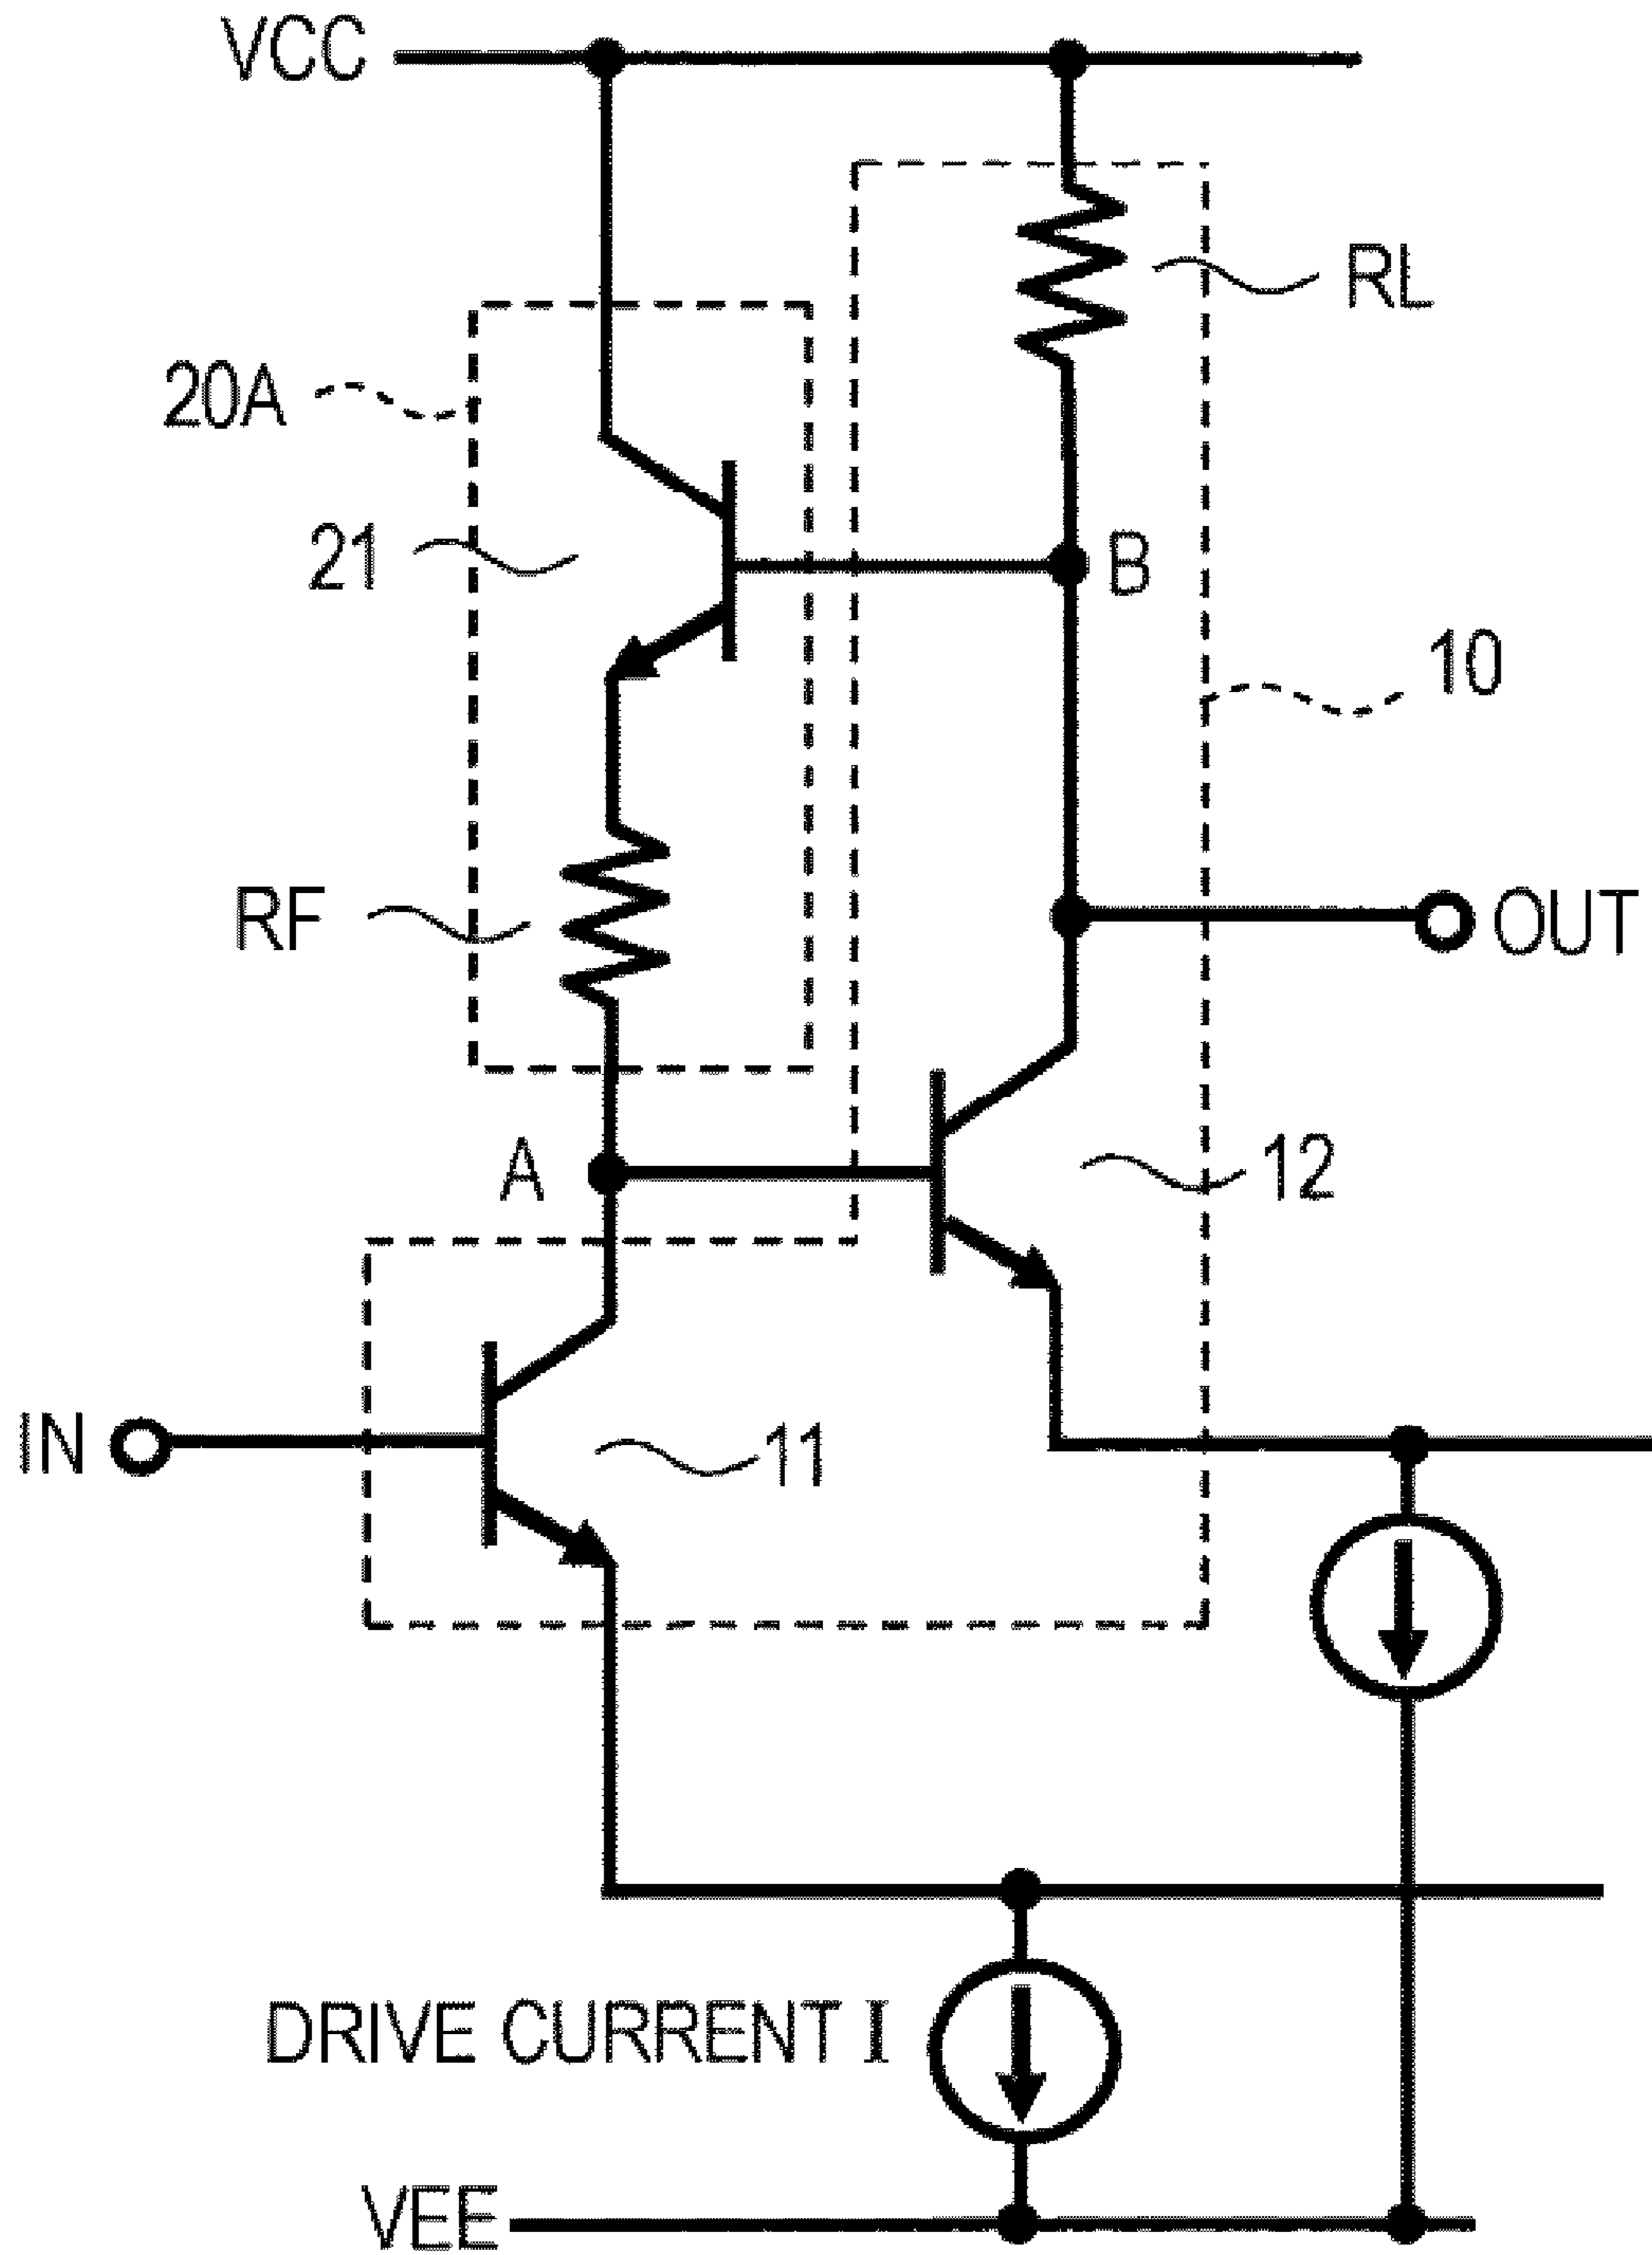 VCC
RL
20A
21
B
10
RF
OUT
A
12
IN
11
DRIVE CURRENT I
VEE